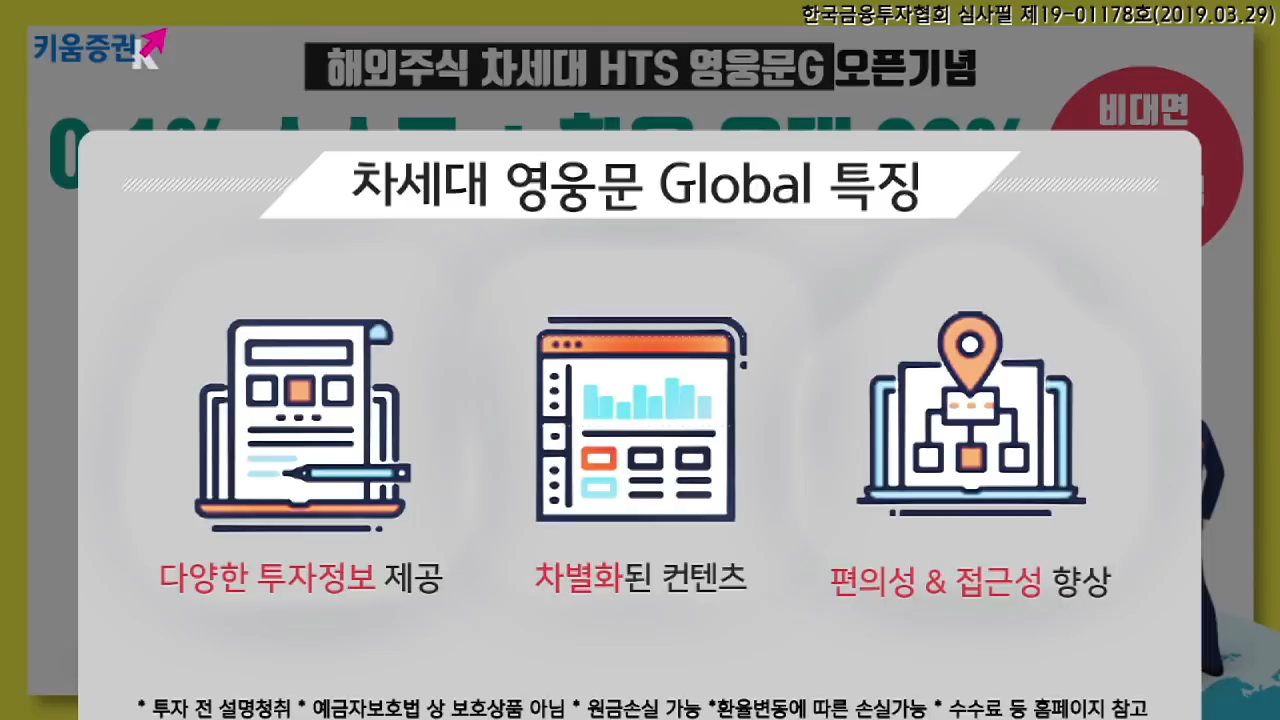 한국금융투자협회 심사필 제19-01178호(2019.03.29)
키움증권
해외주식 차세대 HTS 영웅문G 오픈기념
비대면
차세대 영웅문 Global 특징
다양한 투자정보 제공
차별화된 컨텐츠
편의성 & 접근성 향상
* 투자 전 설명청취 * 예금자보호법 상 보호상품 아님 * 원금손실 가능 *환율변동에 따른 손실가능 * 수수료 등 홈페이지 참고